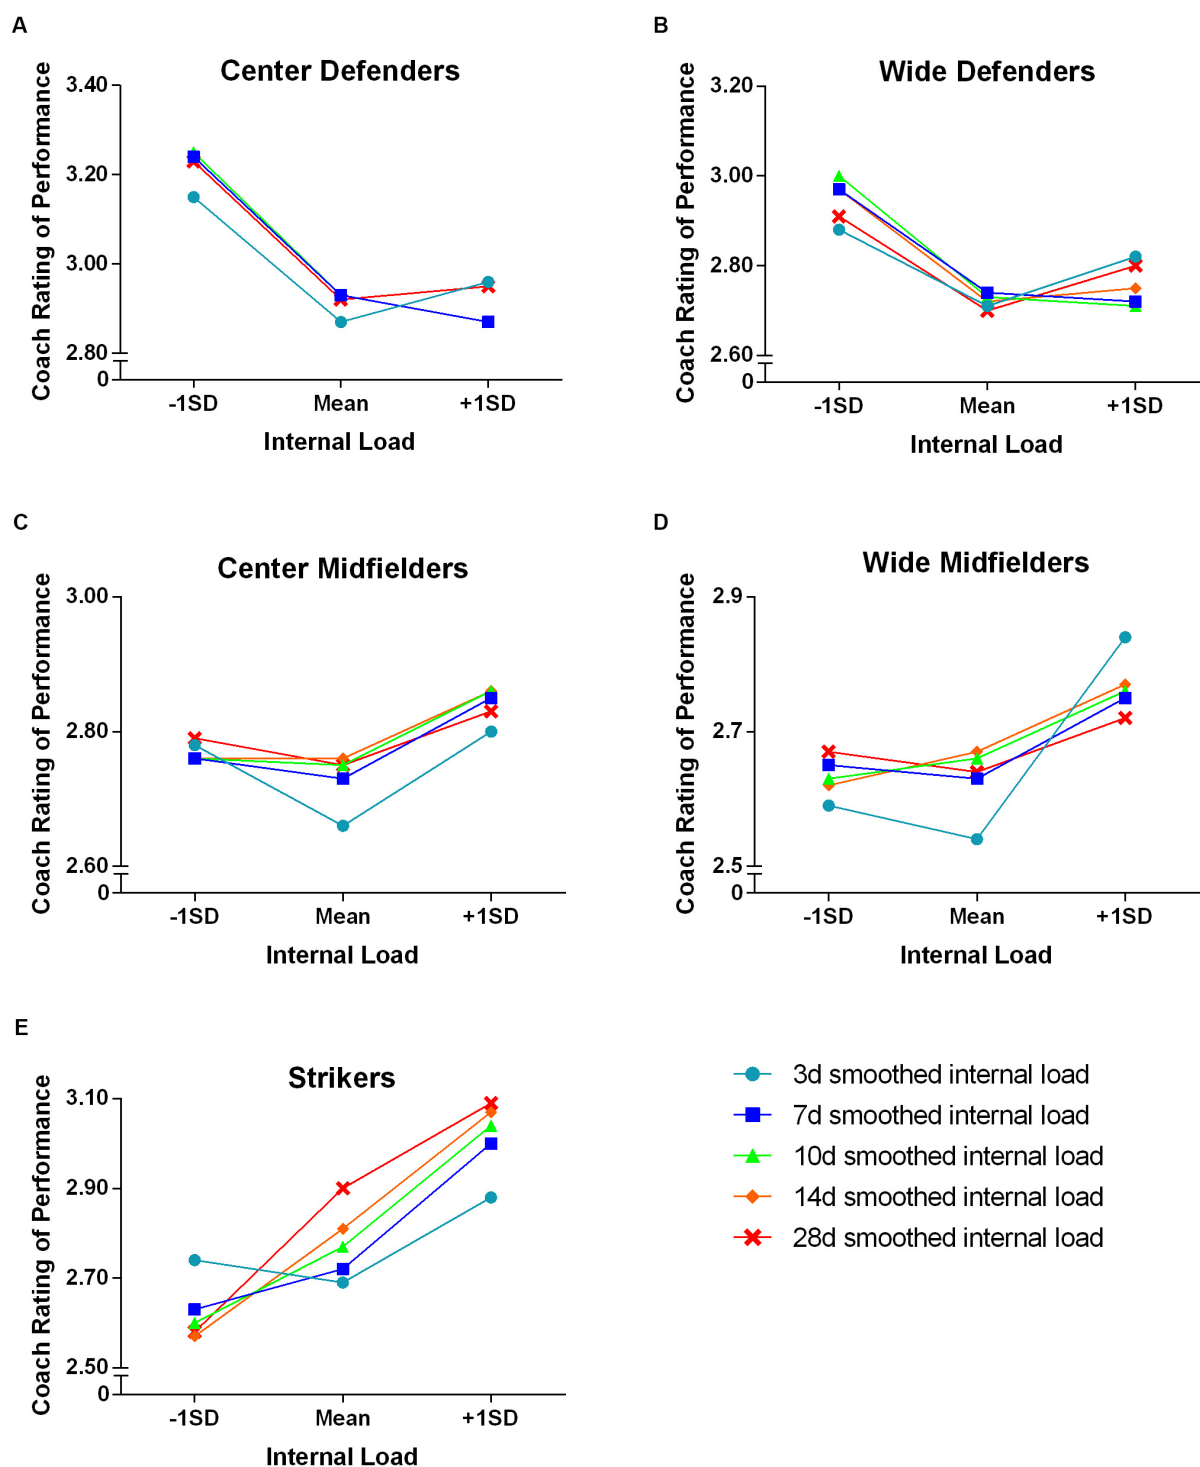 A
Center Defenders
Coach Rating of Performance
3.40
3.20
3.00
2.80
0
-1SD Mean +1SD
Internal Load
B
Wide Defenders
Coach Rating of Performance
3.20
3.00
2.80
2.60
0
-1SD Mean +1SD
Internal Load
C
Center Midfielders
Coach Rating of Performance
3.00
2.80
2.60
0
-1SD Mean +1SD
Internal Load
D
Wide Midfielders
Coach Rating of Performance
2.9
2.7
2.5
0
-1SD Mean +1SD
Internal Load
E
Strikers
Coach Rating of Performance
3.10
2.90
2.70
2.50
0
-1SD Mean +1SD
Internal Load
3d smoothed internal load
7d smoothed internal load
10d smoothed internal load
14d smoothed internal load
28d smoothed internal load